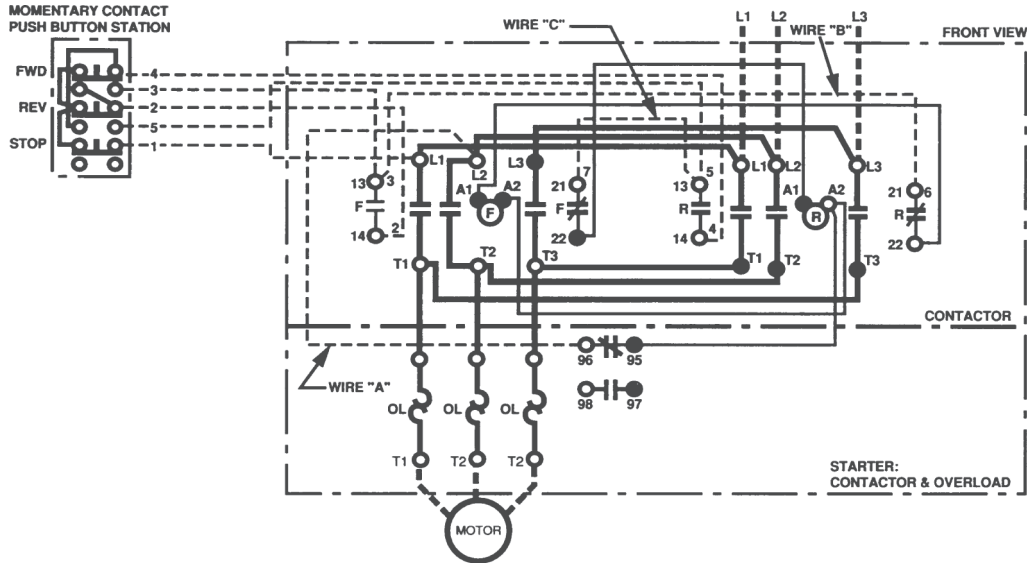 MOMENTARY CONTACT
PUSH BUTTON STATION
L1 L2 L3
WIRE "C"
WIRE "B"
FRONT VIEW
FWD
4
3
REV
2
5
STOP
1
L1
L2
L3
L1
L2
L3
13
3
A1
A2
21
7
13
5
A1
A2
21
6
F
F
F
R
R
R
14
2
22
14
4
22
T1
T2
T3
T1
T2
T3
CONTACTOR
96
95
WIRE "A"
98
97
OL
OL
OL
T1
T2
T2
STARTER:
CONTACTOR & OVERLOAD
MOTOR